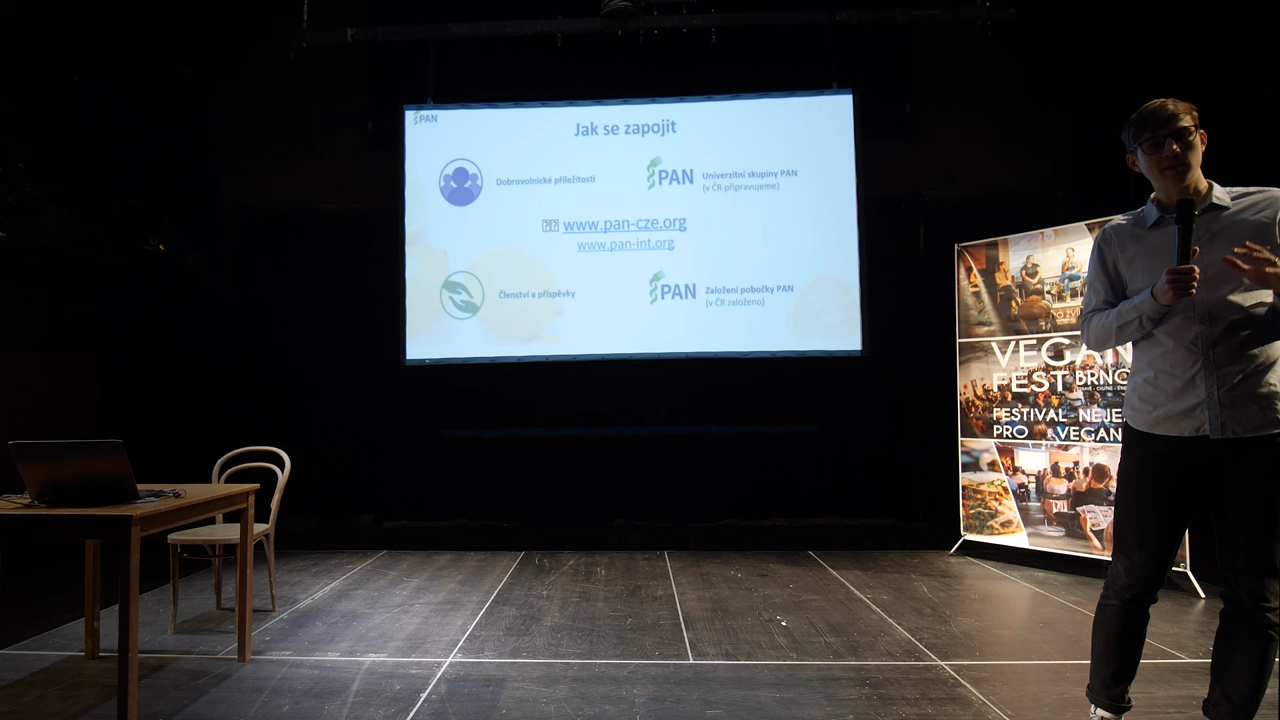 PAN
Jak se zapojit
Dobrovolnické příležitosti
PAN
Univerzitní skupiny PAN
(v ČR připravujeme)
www.pan-cze.org
www.pan-int.org
Členství a příspěvky
PAN
Založení pobočky PAN
(v ČR založeno)
VEGAN
FEST BRNO
FESTIVAL NEJE
PRO VEGAN